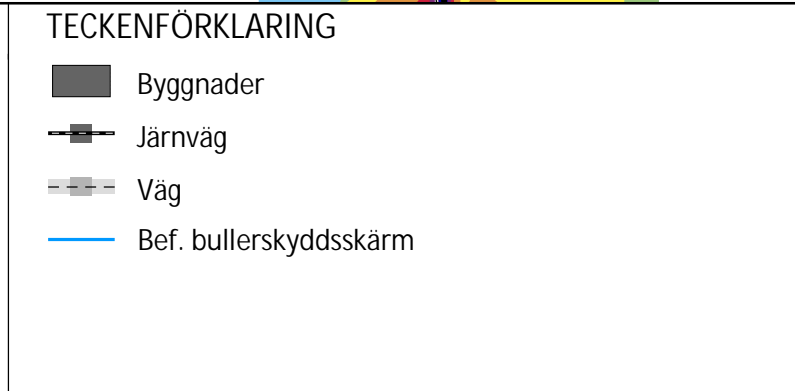 TECKENFÖRKLARING
Byggnader
Järnväg
Väg
Bef. bullerskyddsskärm